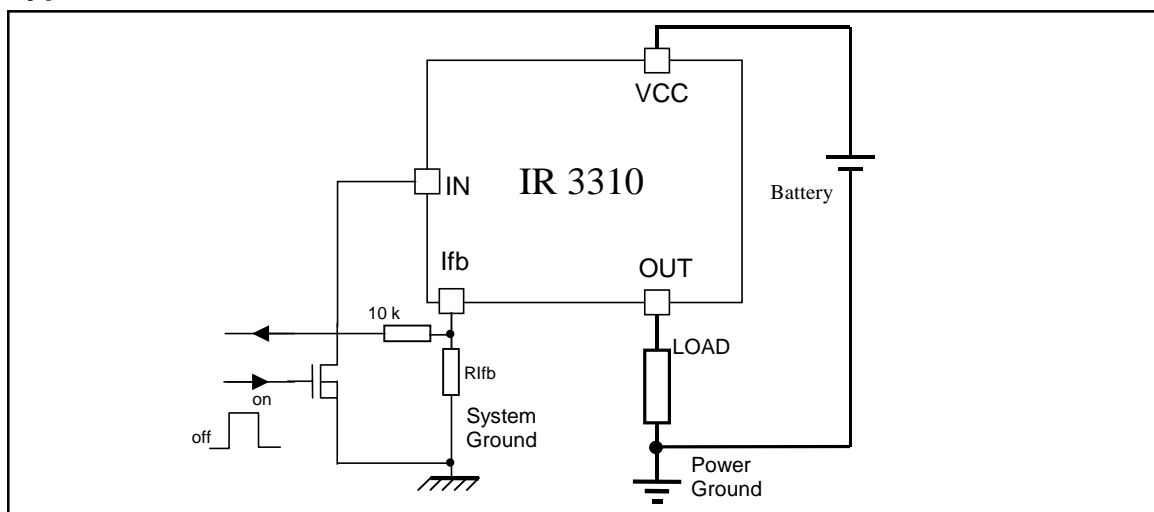 VCC
IN
IR 3310
Battery
Ifb
OUT
10 k
LOAD
RIfb
on
off
System
Ground
Power
Ground